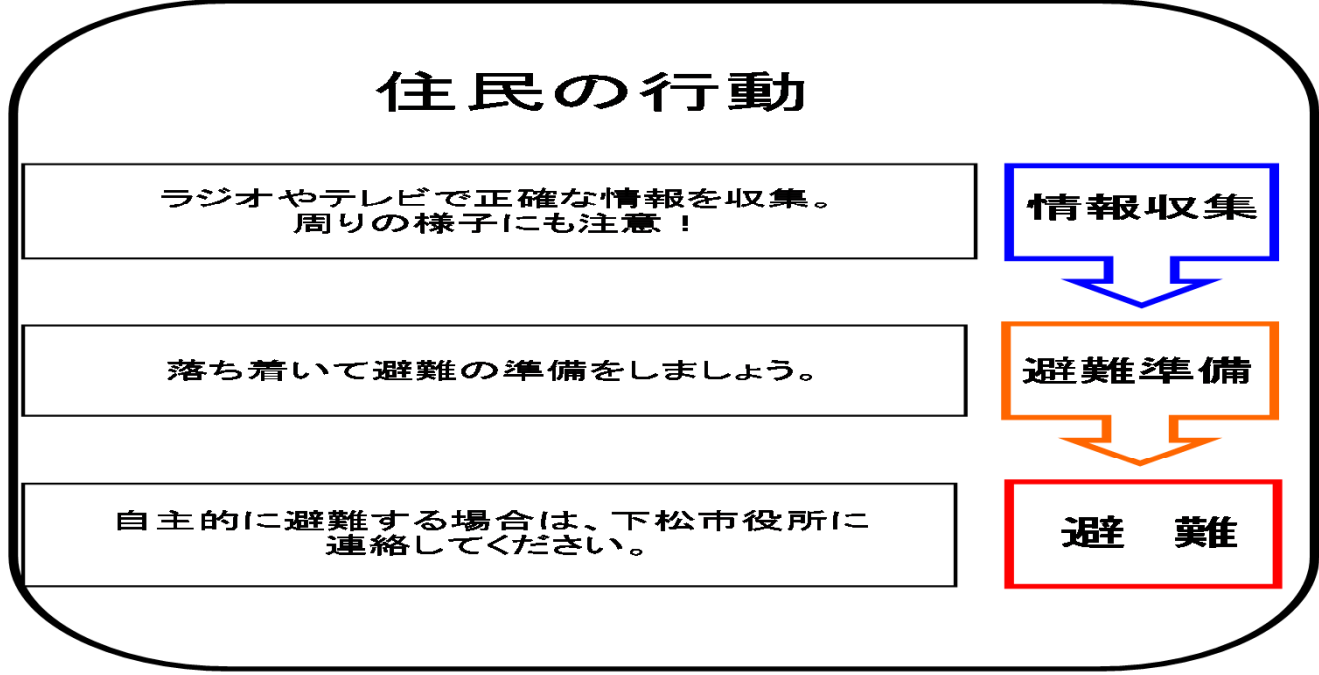 住民の行動
ラジオやテレビで正確な情報を収集。
周りの様子にも注意！
情報収集
落ち着いて避難の準備をしましょう。
避難準備
自主的に避難する場合は、下松市役所に
連絡してください。
避　難